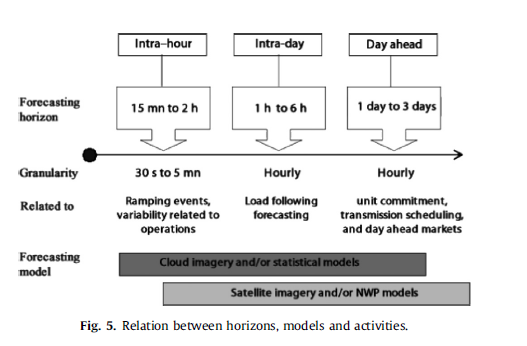 Intra-hour Intra-day Day ahead
Forecasting
horizon
15 mn to 2 h 1 h to 6 h 1 day to 3 days
Granularity 30 s to 5 mn Hourly Hourly
Related to
Ramping events,
variability related to
operations
Load following
forecasting
unit commitment,
transmission scheduling,
and day ahead markets
Forecasting
model
Cloud imagery and/or statistical models
Satellite imagery and/or NWP models
Fig. 5. Relation between horizons, models and activities.